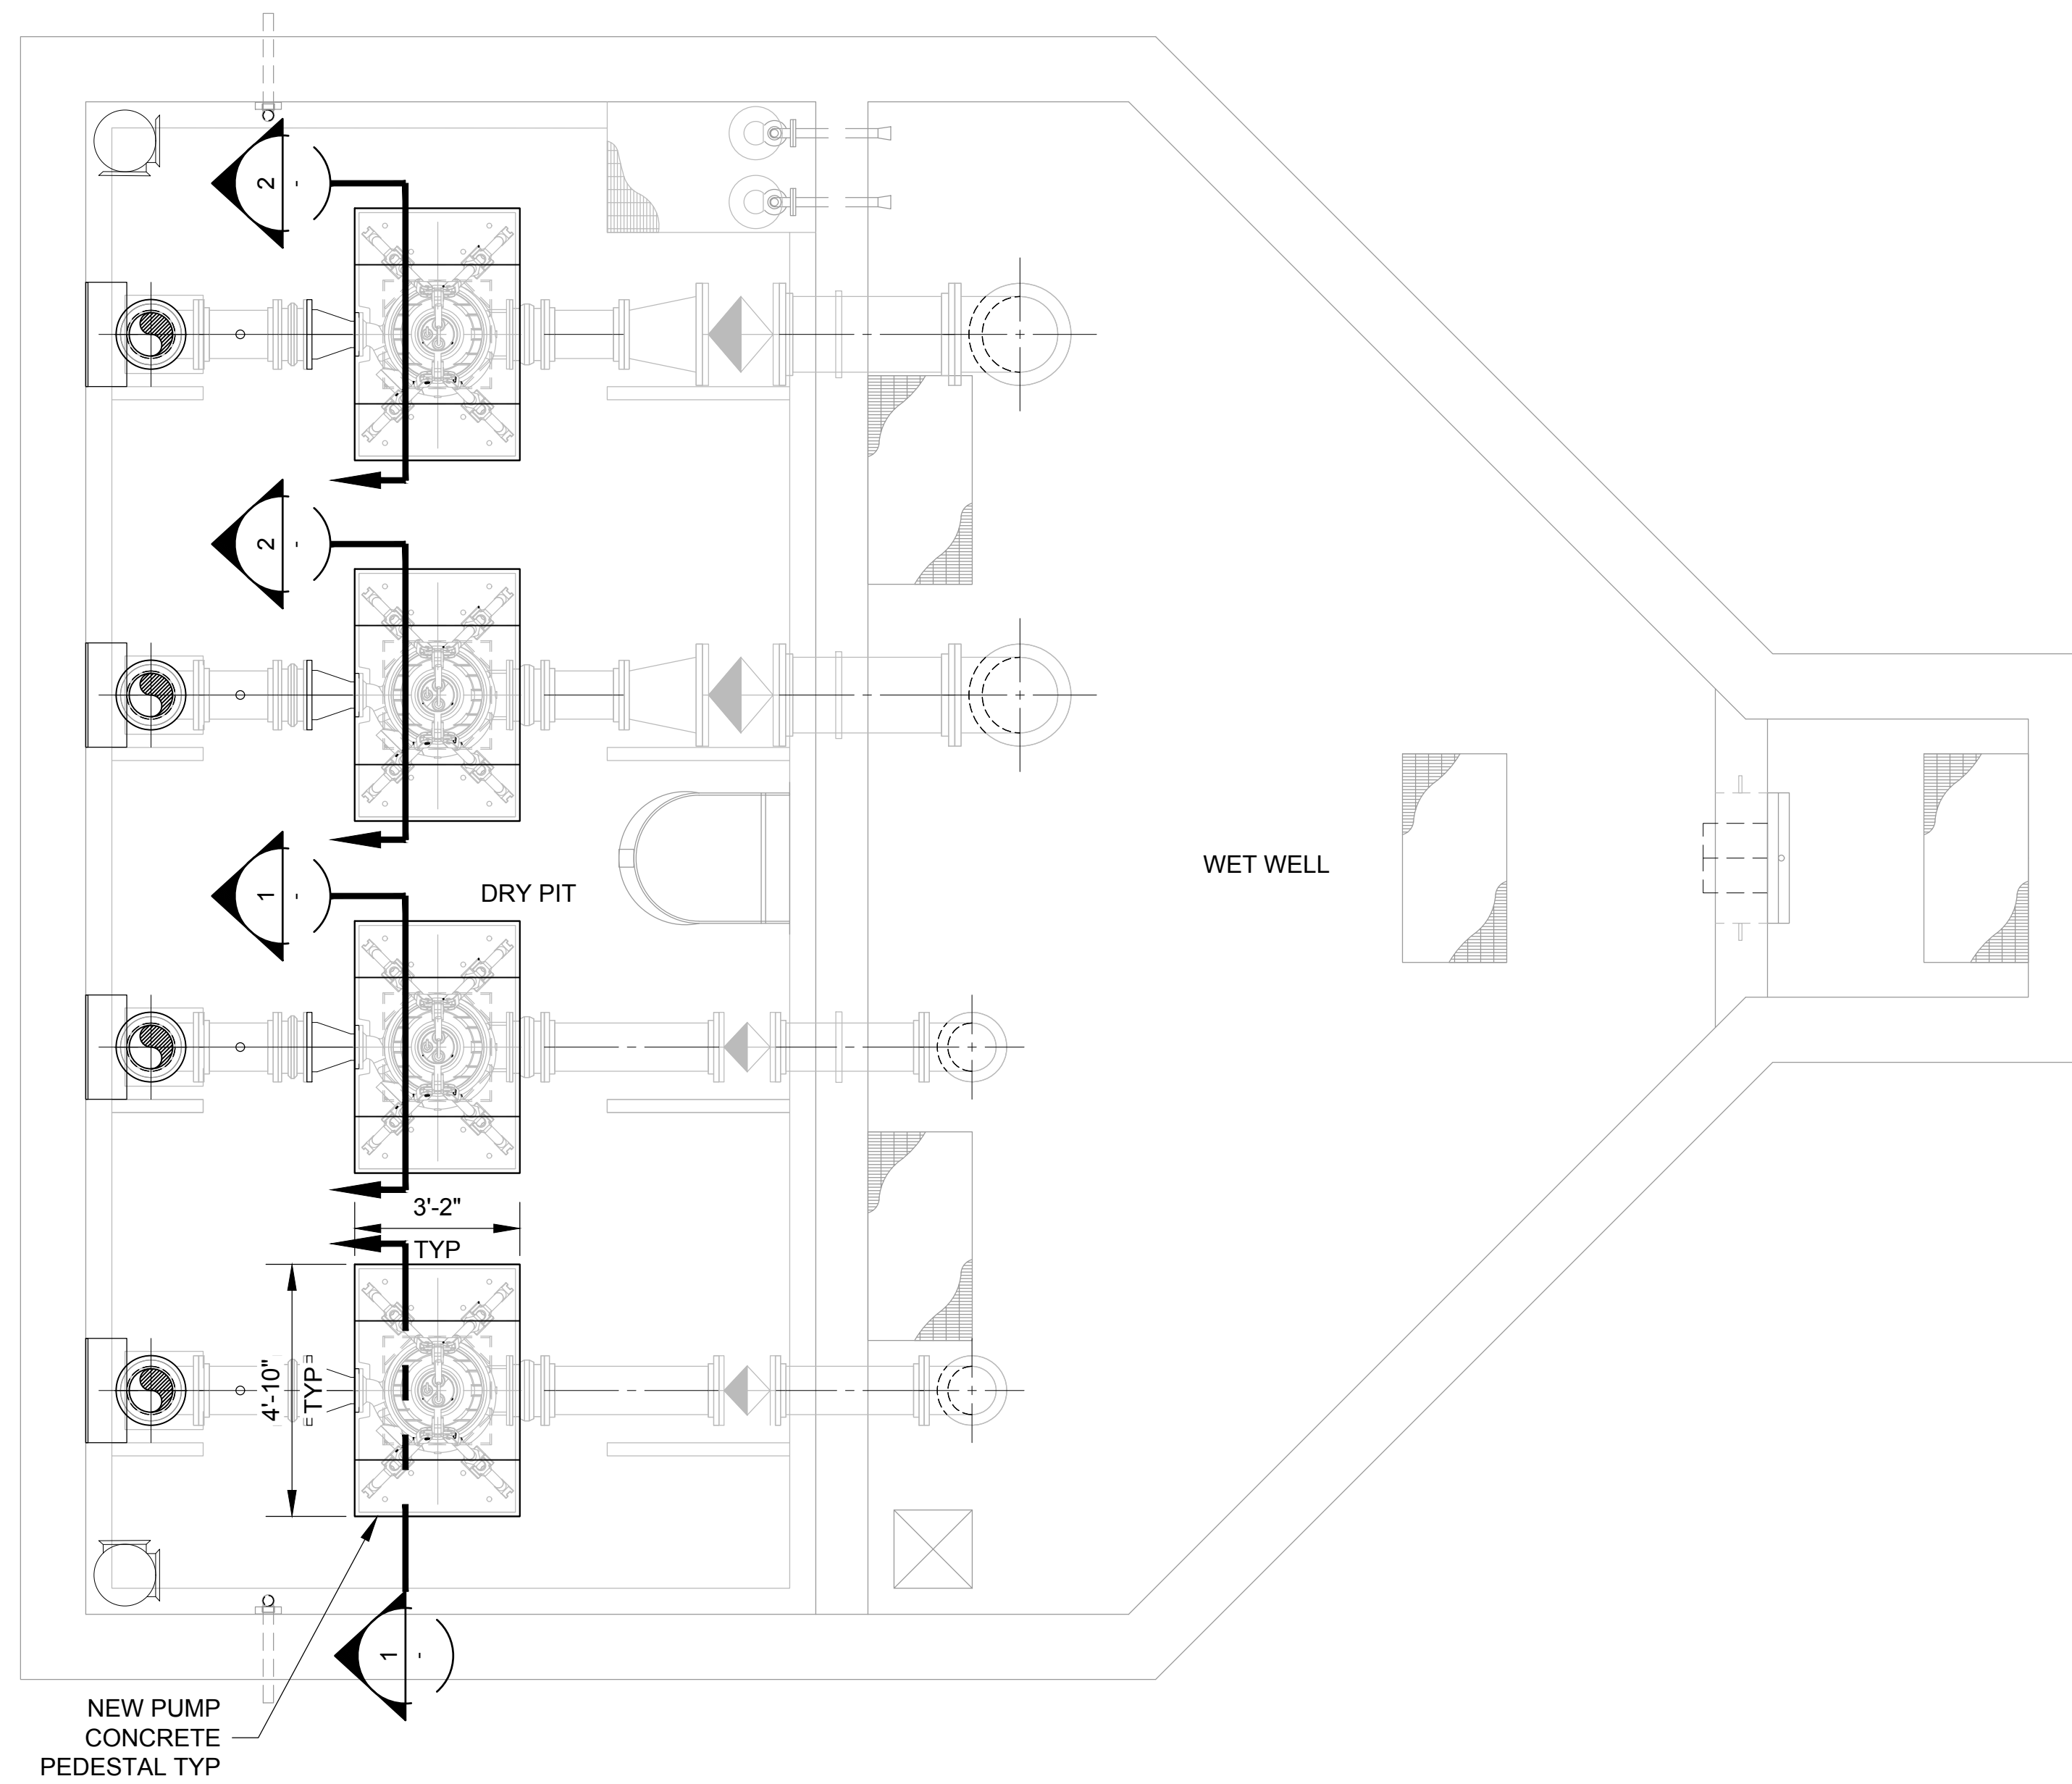 2
-
2
-
1
-
DRY PIT
WET WELL
3'-2"
TYP
4'-10"
TYP
1
-
NEW PUMP
CONCRETE
PEDESTAL TYP